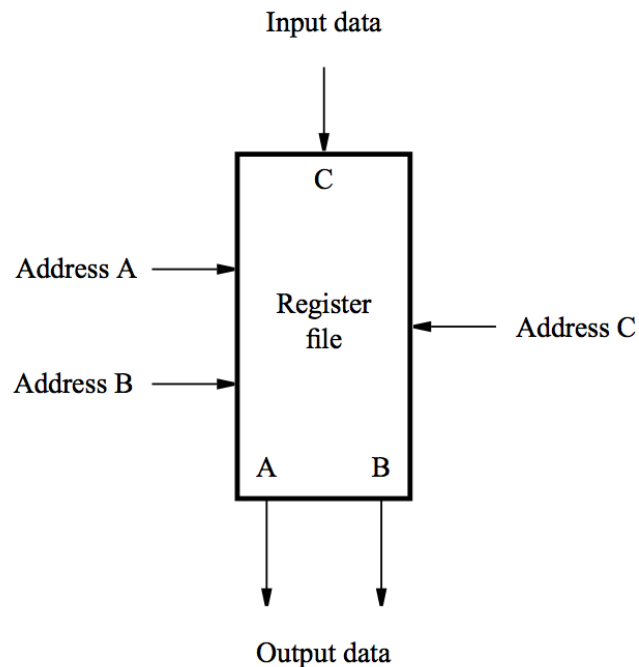 Input data
C
Address A
Register
file
Address C
Address B
A
B
Output data